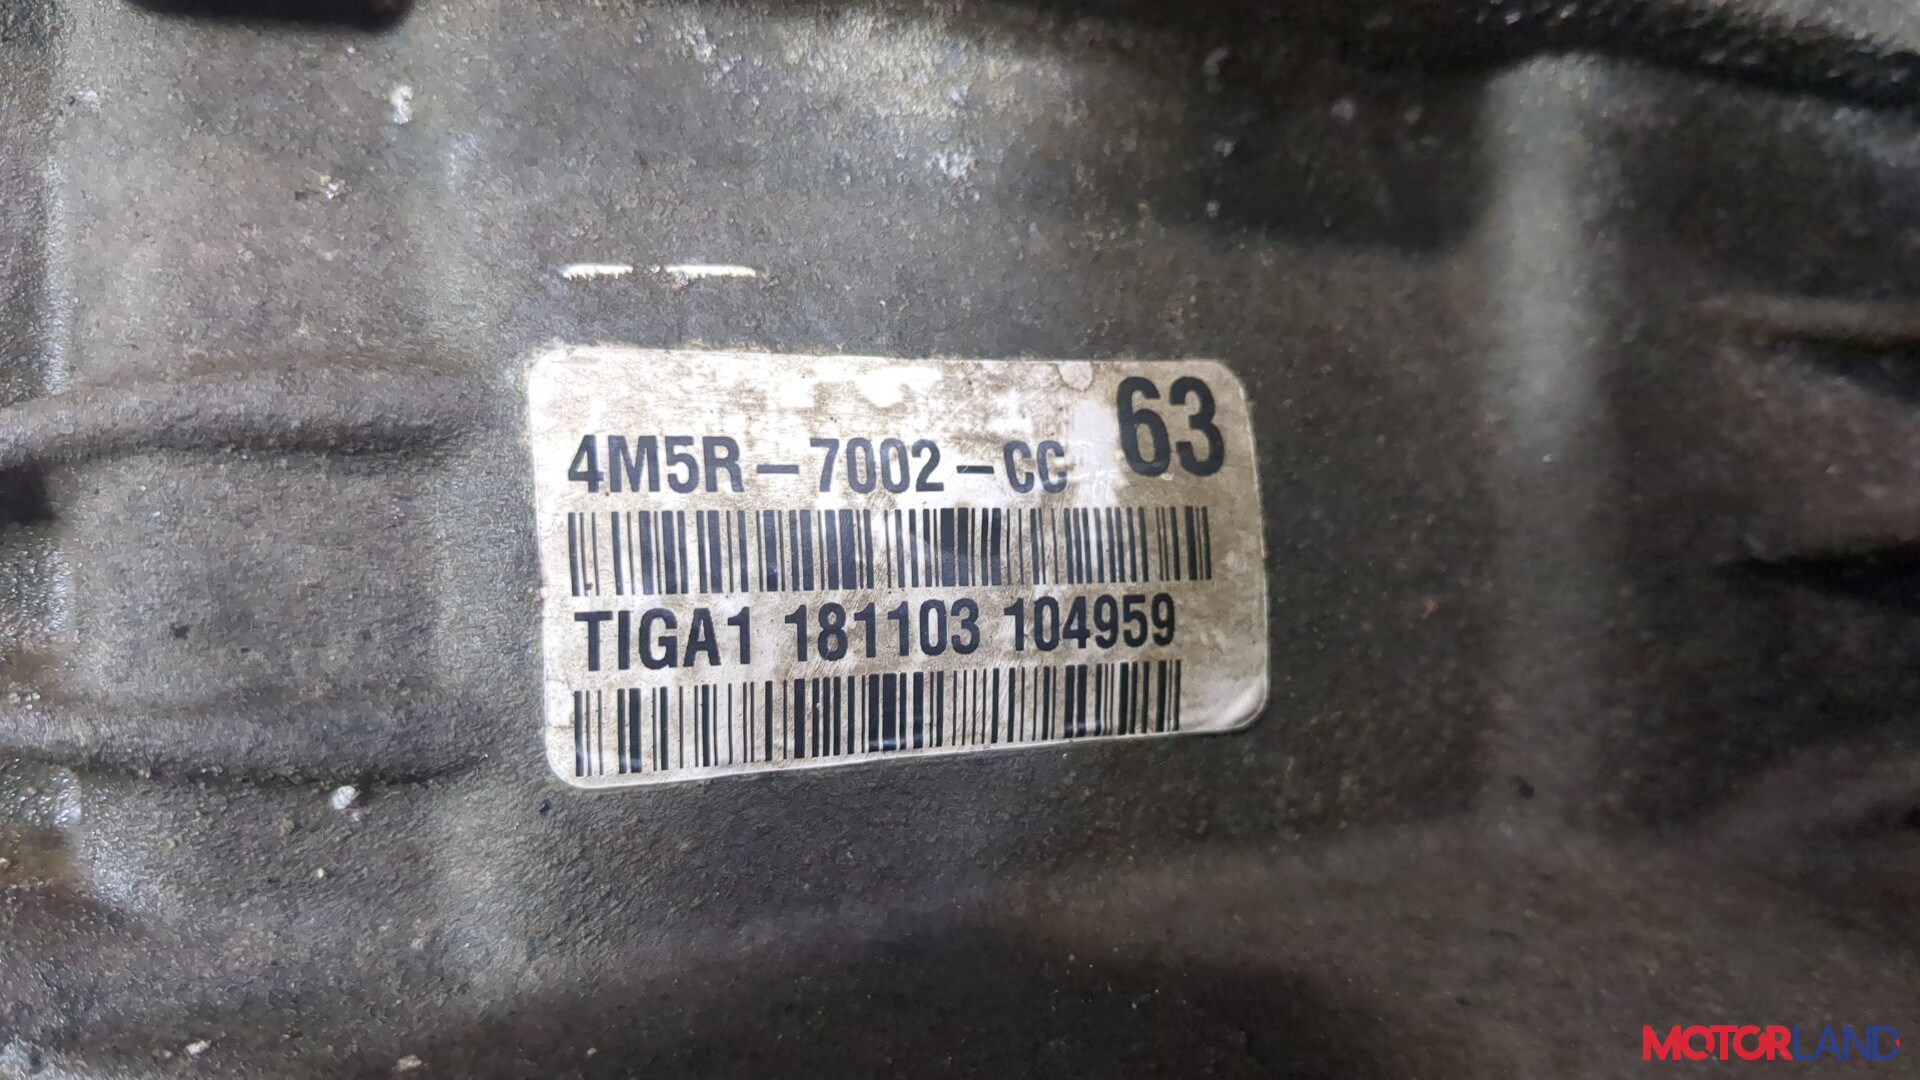 63
4M5R-7002-CC
TIGA1 181103 104959
MOTORLAND